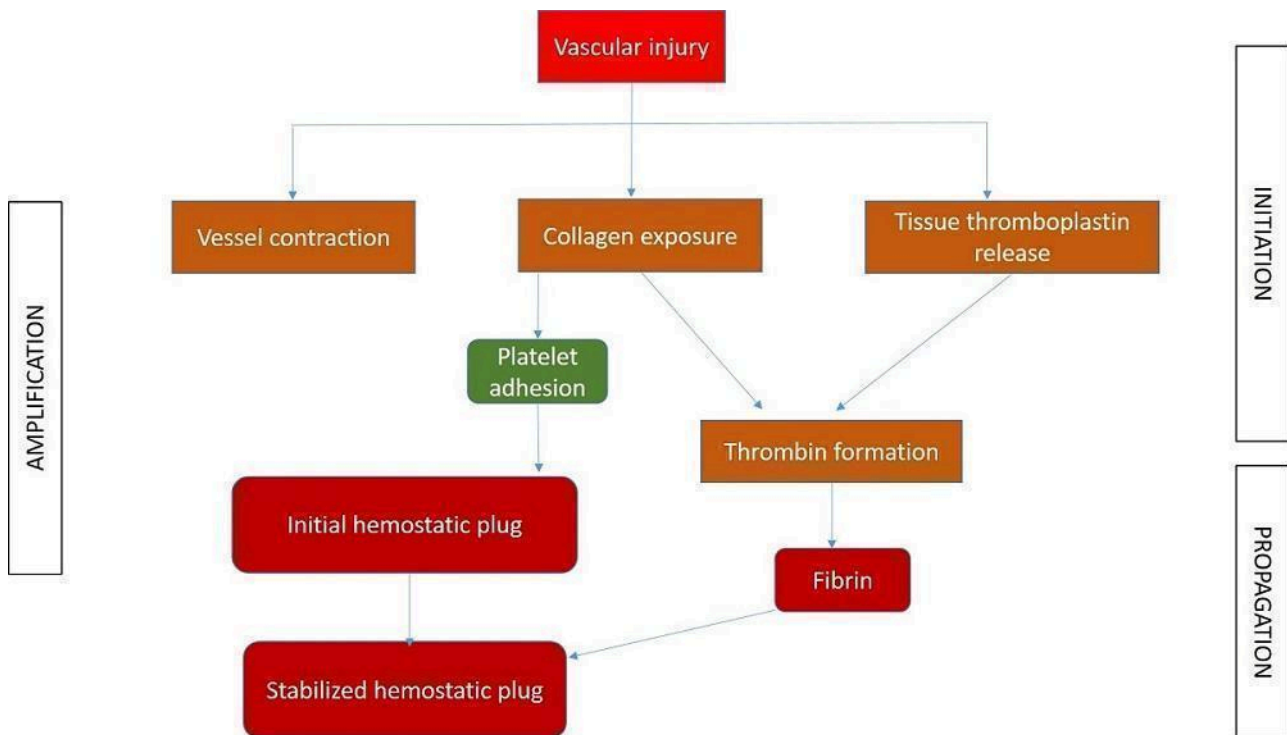 Vascular injury
Vessel contraction
Collagen exposure
Tissue thromboplastin
release
Platelet
adhesion
Thrombin formation
Initial hemostatic plug
Fibrin
Stabilized hemostatic plug
AMPLIFICATION
INITIATION
PROPAGATION